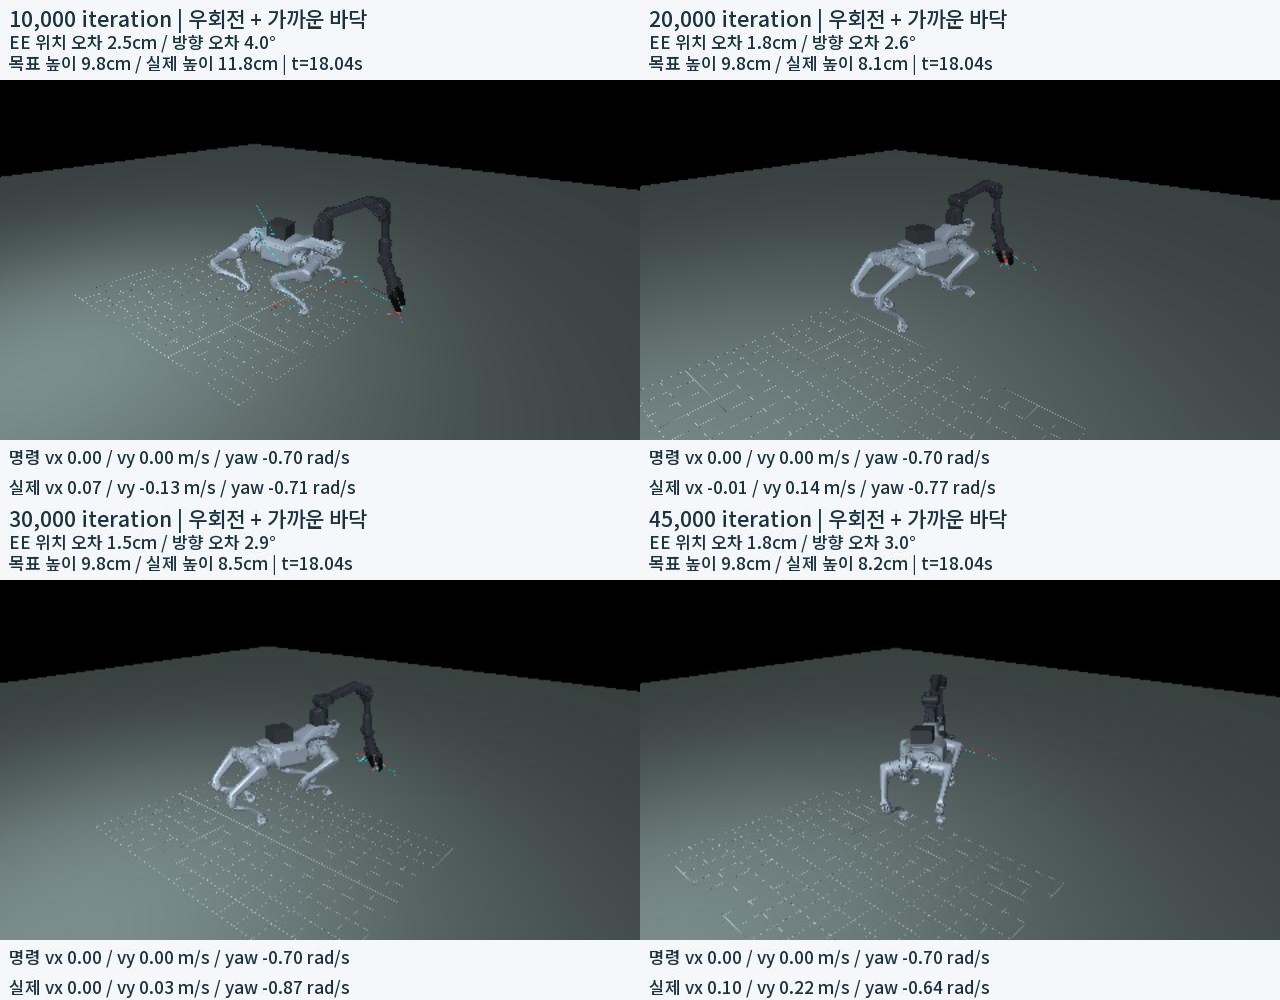 10,000 iteration | 우회전 + 가까운 바닥
EE 위치 오차 2.5cm / 방향 오차 4.0°
목표 높이 9.8cm / 실제 높이 11.8cm | t=18.04s
명령 vx 0.00 / vy 0.00 m/s / yaw -0.70 rad/s
실제 vx 0.07 / vy -0.13 m/s / yaw -0.71 rad/s
20,000 iteration | 우회전 + 가까운 바닥
EE 위치 오차 1.8cm / 방향 오차 2.6°
목표 높이 9.8cm / 실제 높이 8.1cm | t=18.04s
명령 vx 0.00 / vy 0.00 m/s / yaw -0.70 rad/s
실제 vx -0.01 / vy 0.14 m/s / yaw -0.77 rad/s
30,000 iteration | 우회전 + 가까운 바닥
EE 위치 오차 1.5cm / 방향 오차 2.9°
목표 높이 9.8cm / 실제 높이 8.5cm | t=18.04s
명령 vx 0.00 / vy 0.00 m/s / yaw -0.70 rad/s
실제 vx 0.00 / vy 0.03 m/s / yaw -0.87 rad/s
45,000 iteration | 우회전 + 가까운 바닥
EE 위치 오차 1.8cm / 방향 오차 3.0°
목표 높이 9.8cm / 실제 높이 8.2cm | t=18.04s
명령 vx 0.00 / vy 0.00 m/s / yaw -0.70 rad/s
실제 vx 0.10 / vy 0.22 m/s / yaw -0.64 rad/s